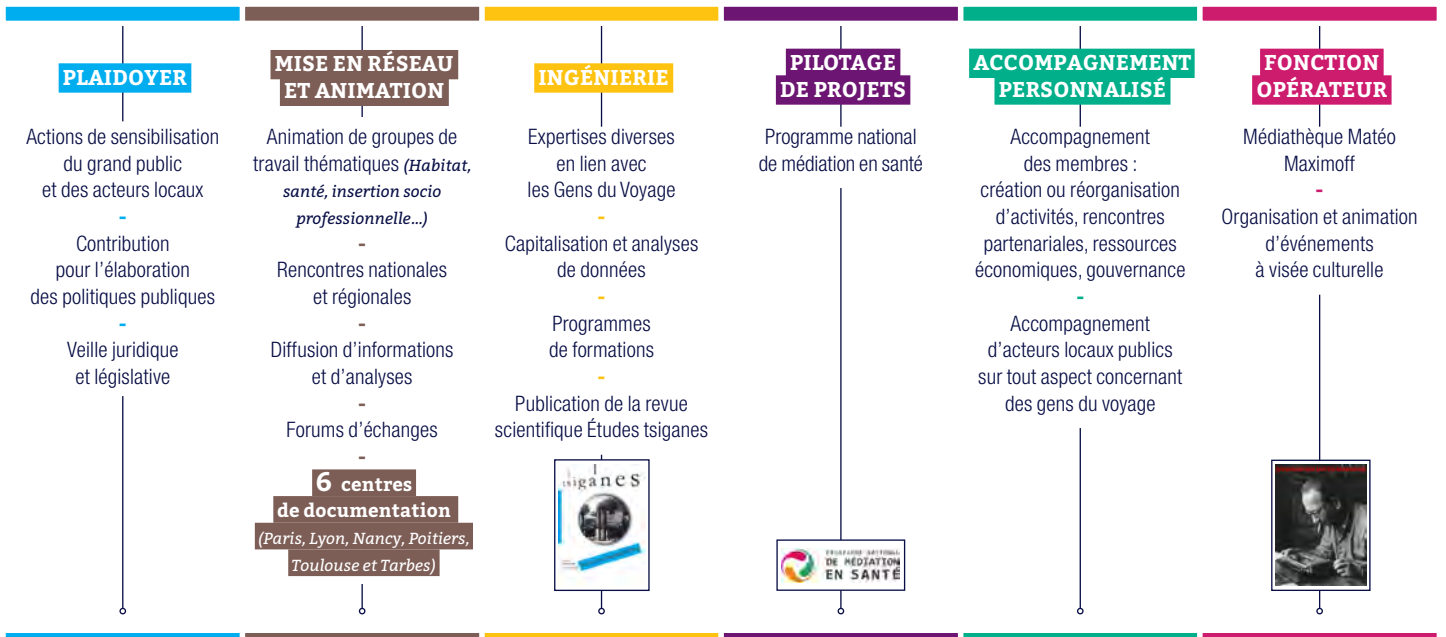 PLAIDOYER
Actions de sensibilisation
du grand public
et des acteurs locaux
-
Contribution
pour l’élaboration
des politiques publiques
-
Veille juridique
et législative
MISE EN RÉSEAU
ET ANIMATION
Animation de groupes de
travail thématiques (Habitat,
santé, insertion socio
professionnelle...)
-
Rencontres nationales
et régionales
-
Diffusion d’informations
et d’analyses
-
Forums d’échanges
-
6 centres
de documentation
(Paris, Lyon, Nancy, Poitiers,
Toulouse et Tarbes)
INGÉNIERIE
Expertises diverses
en lien avec
les Gens du Voyage
-
Capitalisation et analyses
de données
-
Programmes
de formations
-
Publication de la revue
scientifique Études tsiganes
tsiganes
PILOTAGE
DE PROJETS
Programme national
de médiation en santé
PROGRAMME NATIONAL
DE MÉDIATION
EN SANTÉ
ACCOMPAGNEMENT
PERSONNALISÉ
Accompagnement
des membres :
création ou réorganisation
d’activités, rencontres
partenariales, ressources
économiques, gouvernance
-
Accompagnement
d’acteurs locaux publics
sur tout aspect concernant
des gens du voyage
FONCTION
OPÉRATEUR
Médiathèque Matéo
Maximoff
-
Organisation et animation
d’événements
à visée culturelle